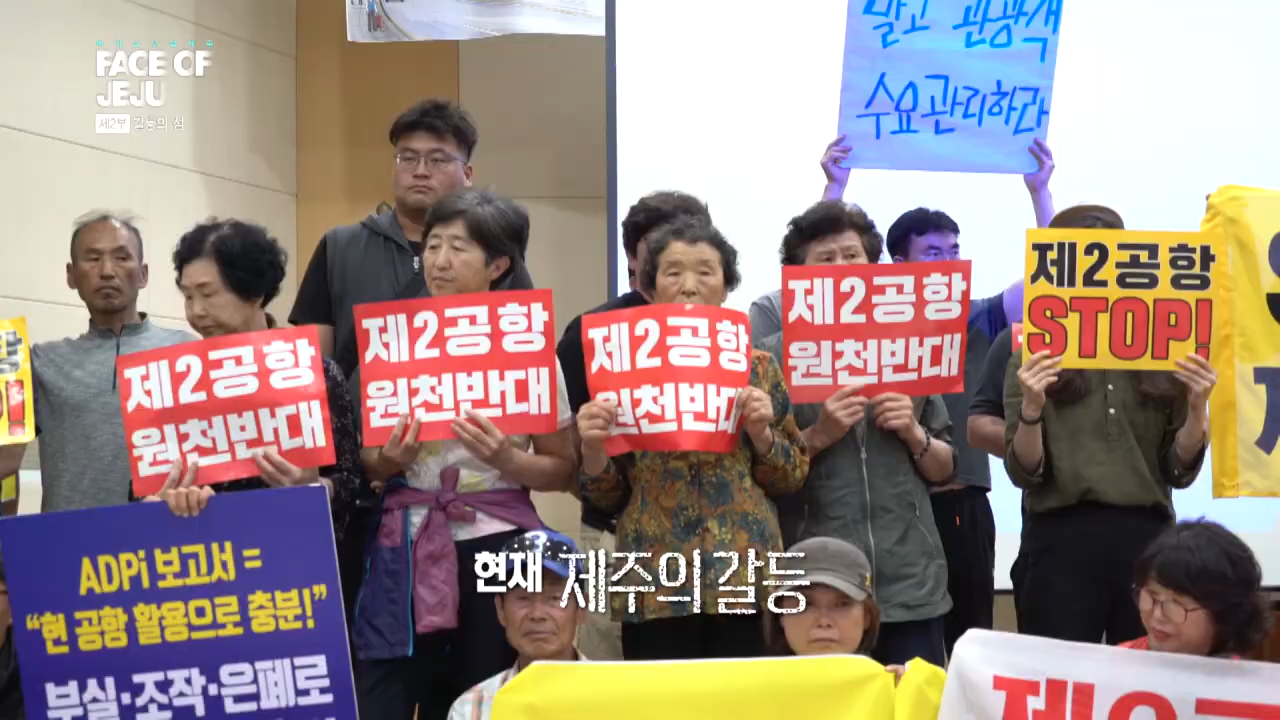 FACE OF
JEJU
제2부 갈등의 섬
말고 관광객
수요관리하라
제2공항
원천반대
제2공항
원천반대
제2공항
원천반대
제2공항
원천반대
제2공항
STOP!
ADPi 보고서 =
“현 공항 활용으로 충분!”
부실·조작·은폐로
현재 제주의 갈등